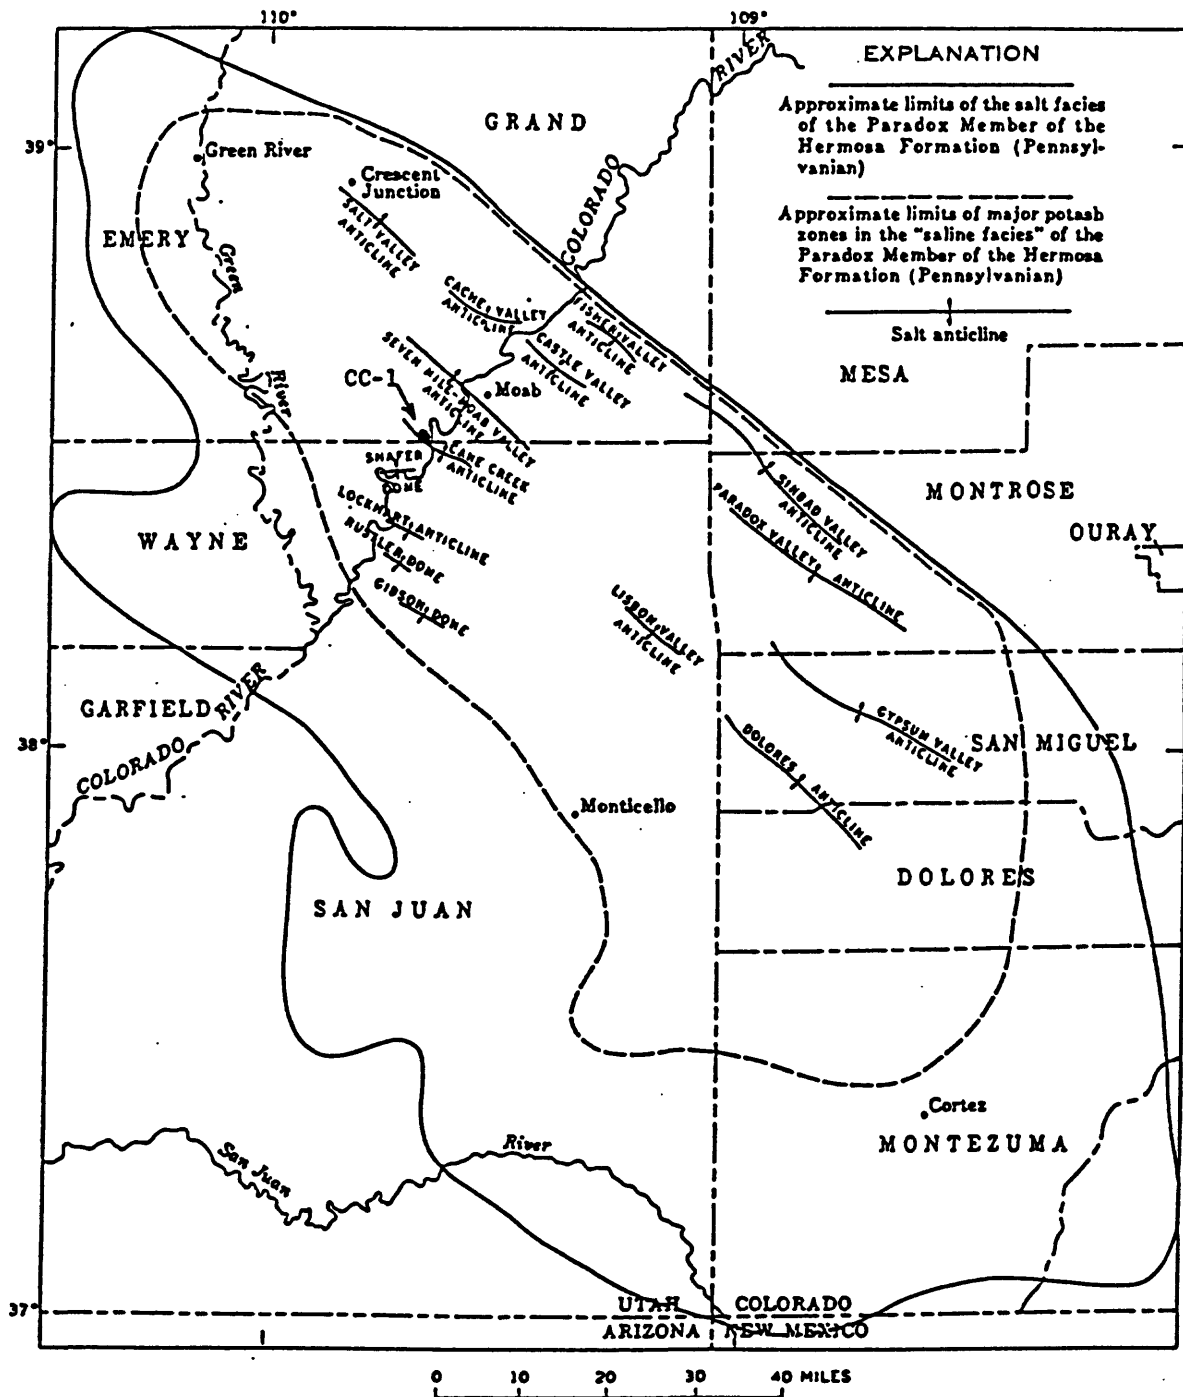 110°
109°
EXPLANATION
Approximate limits of the salt facies
of the Paradox Member of the
Hermosa Formation (Pennsyl-
vanian)
Approximate limits of major potash
zones in the "saline facies" of the
Paradox Member of the Hermosa
Formation (Pennsylvanian)
Salt anticline
39°
38°
37°
GRAND
COLORADO
RIVER
Green River
Crescent
Junction
SALT VALLEY
ANTICLINE
EMERY
Green
River
CACHE VALLEY
ANTICLINE
FISHER VALLEY
ANTICLINE
CASTLE VALLEY
ANTICLINE
SEVEN MILE-MOAB VALLEY
ANTICLINE
Moab
CC-1
MESA
CANE CREEK
ANTICLINE
SHAFER
DOME
LOCKHART ANTICLINE
RUSTLER DOME
GIBSON DOME
WAYNE
SINBAD VALLEY
ANTICLINE
PARADOX VALLEY ANTICLINE
MONTROSE
OURAY
LISBON VALLEY
ANTICLINE
GARFIELD
COLORADO
RIVER
GYPSUM VALLEY
ANTICLINE
SAN MIGUEL
DOLORES ANTICLINE
Monticello
DOLORES
SAN JUAN
Cortez
MONTEZUMA
San Juan
River
UTAH
COLORADO
ARIZONA
NEW MEXICO
0 10 20 30 40 MILES